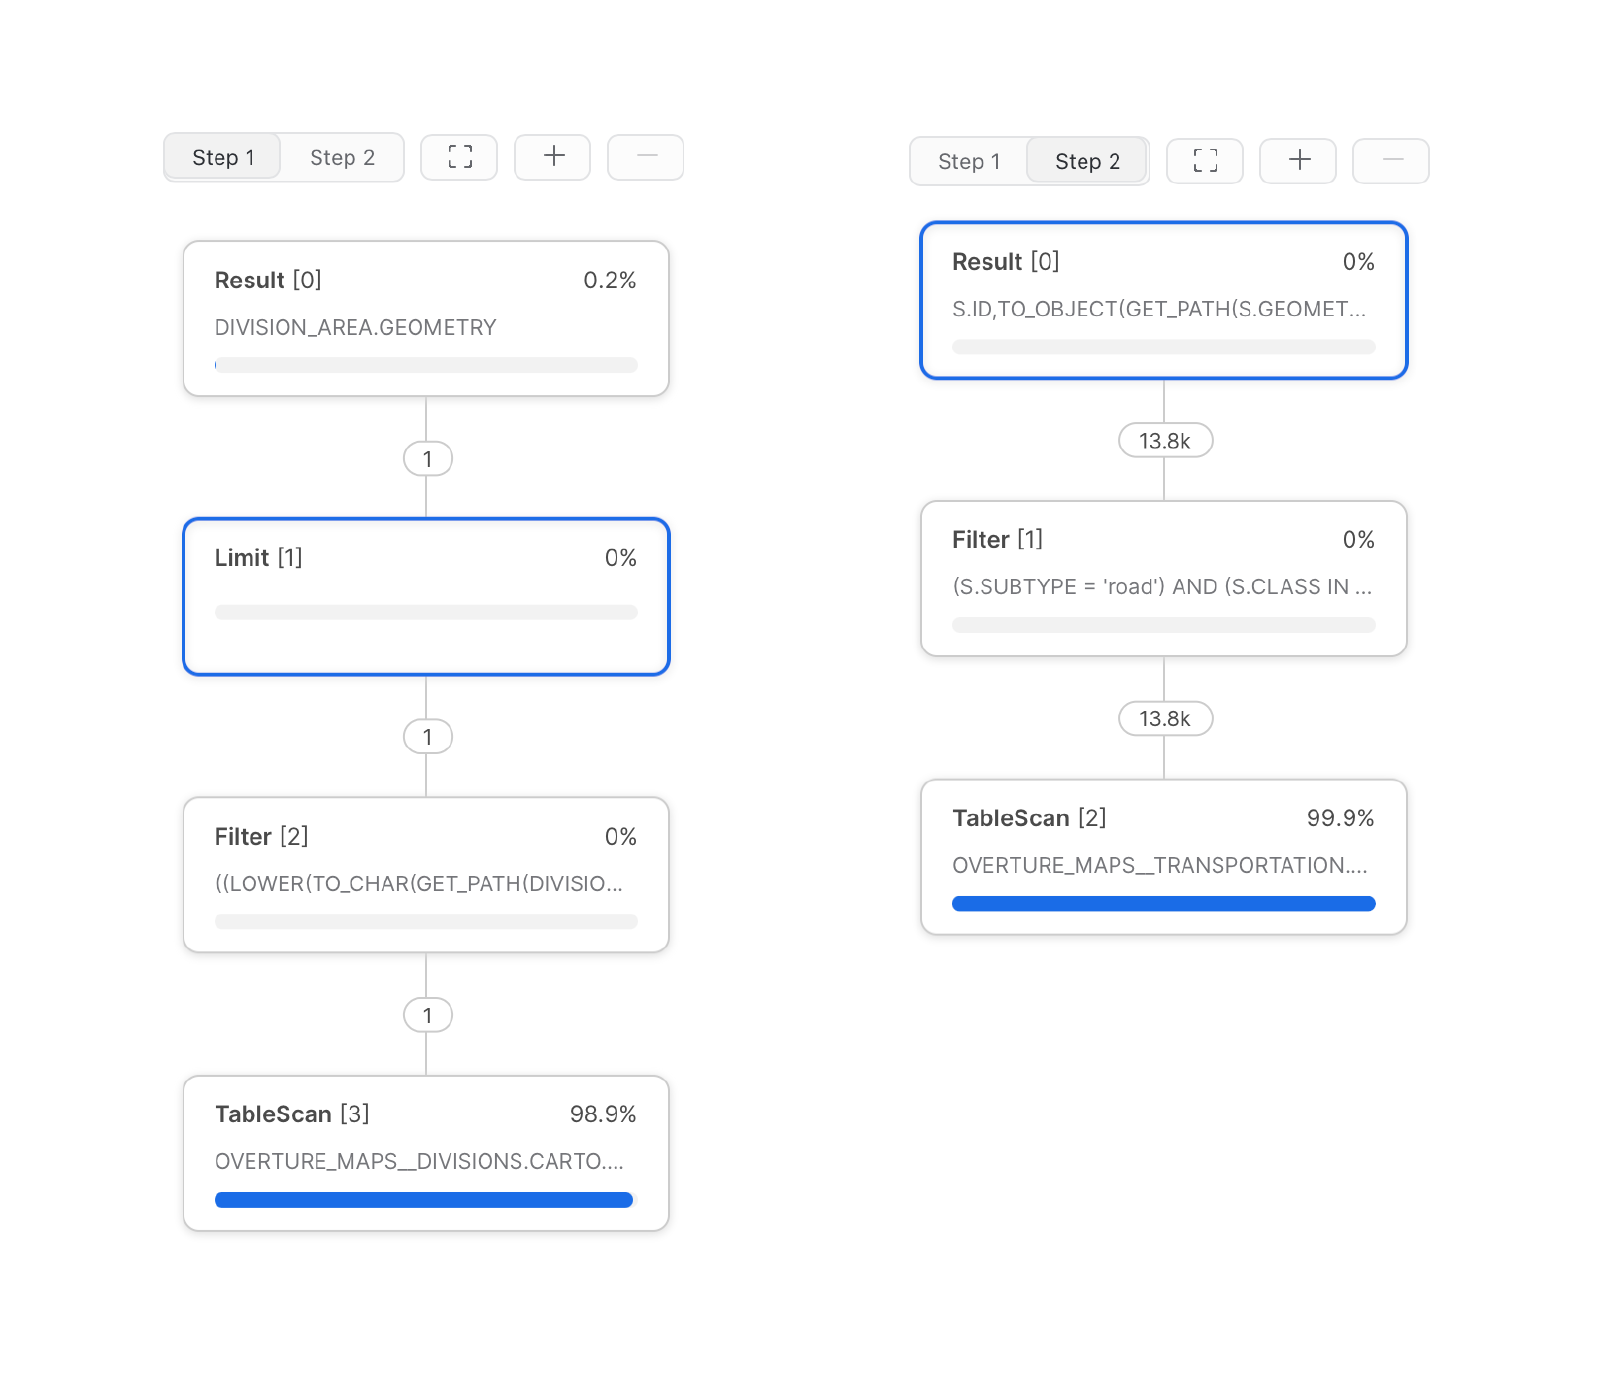 Step 1 Step 2
Result [0] 0.2%
DIVISION_AREA.GEOMETRY
1
Limit [1] 0%
1
Filter [2] 0%
((LOWER(TO_CHAR(GET_PATH(DIVISIO...
1
TableScan [3] 98.9%
OVERTURE_MAPS__DIVISIONS.CARTO....
Step 1 Step 2
Result [0] 0%
S.ID,TO_OBJECT(GET_PATH(S.GEOMET...
13.8k
Filter [1] 0%
(S.SUBTYPE = 'road') AND (S.CLASS IN ...
13.8k
TableScan [2] 99.9%
OVERTURE_MAPS__TRANSPORTATION....